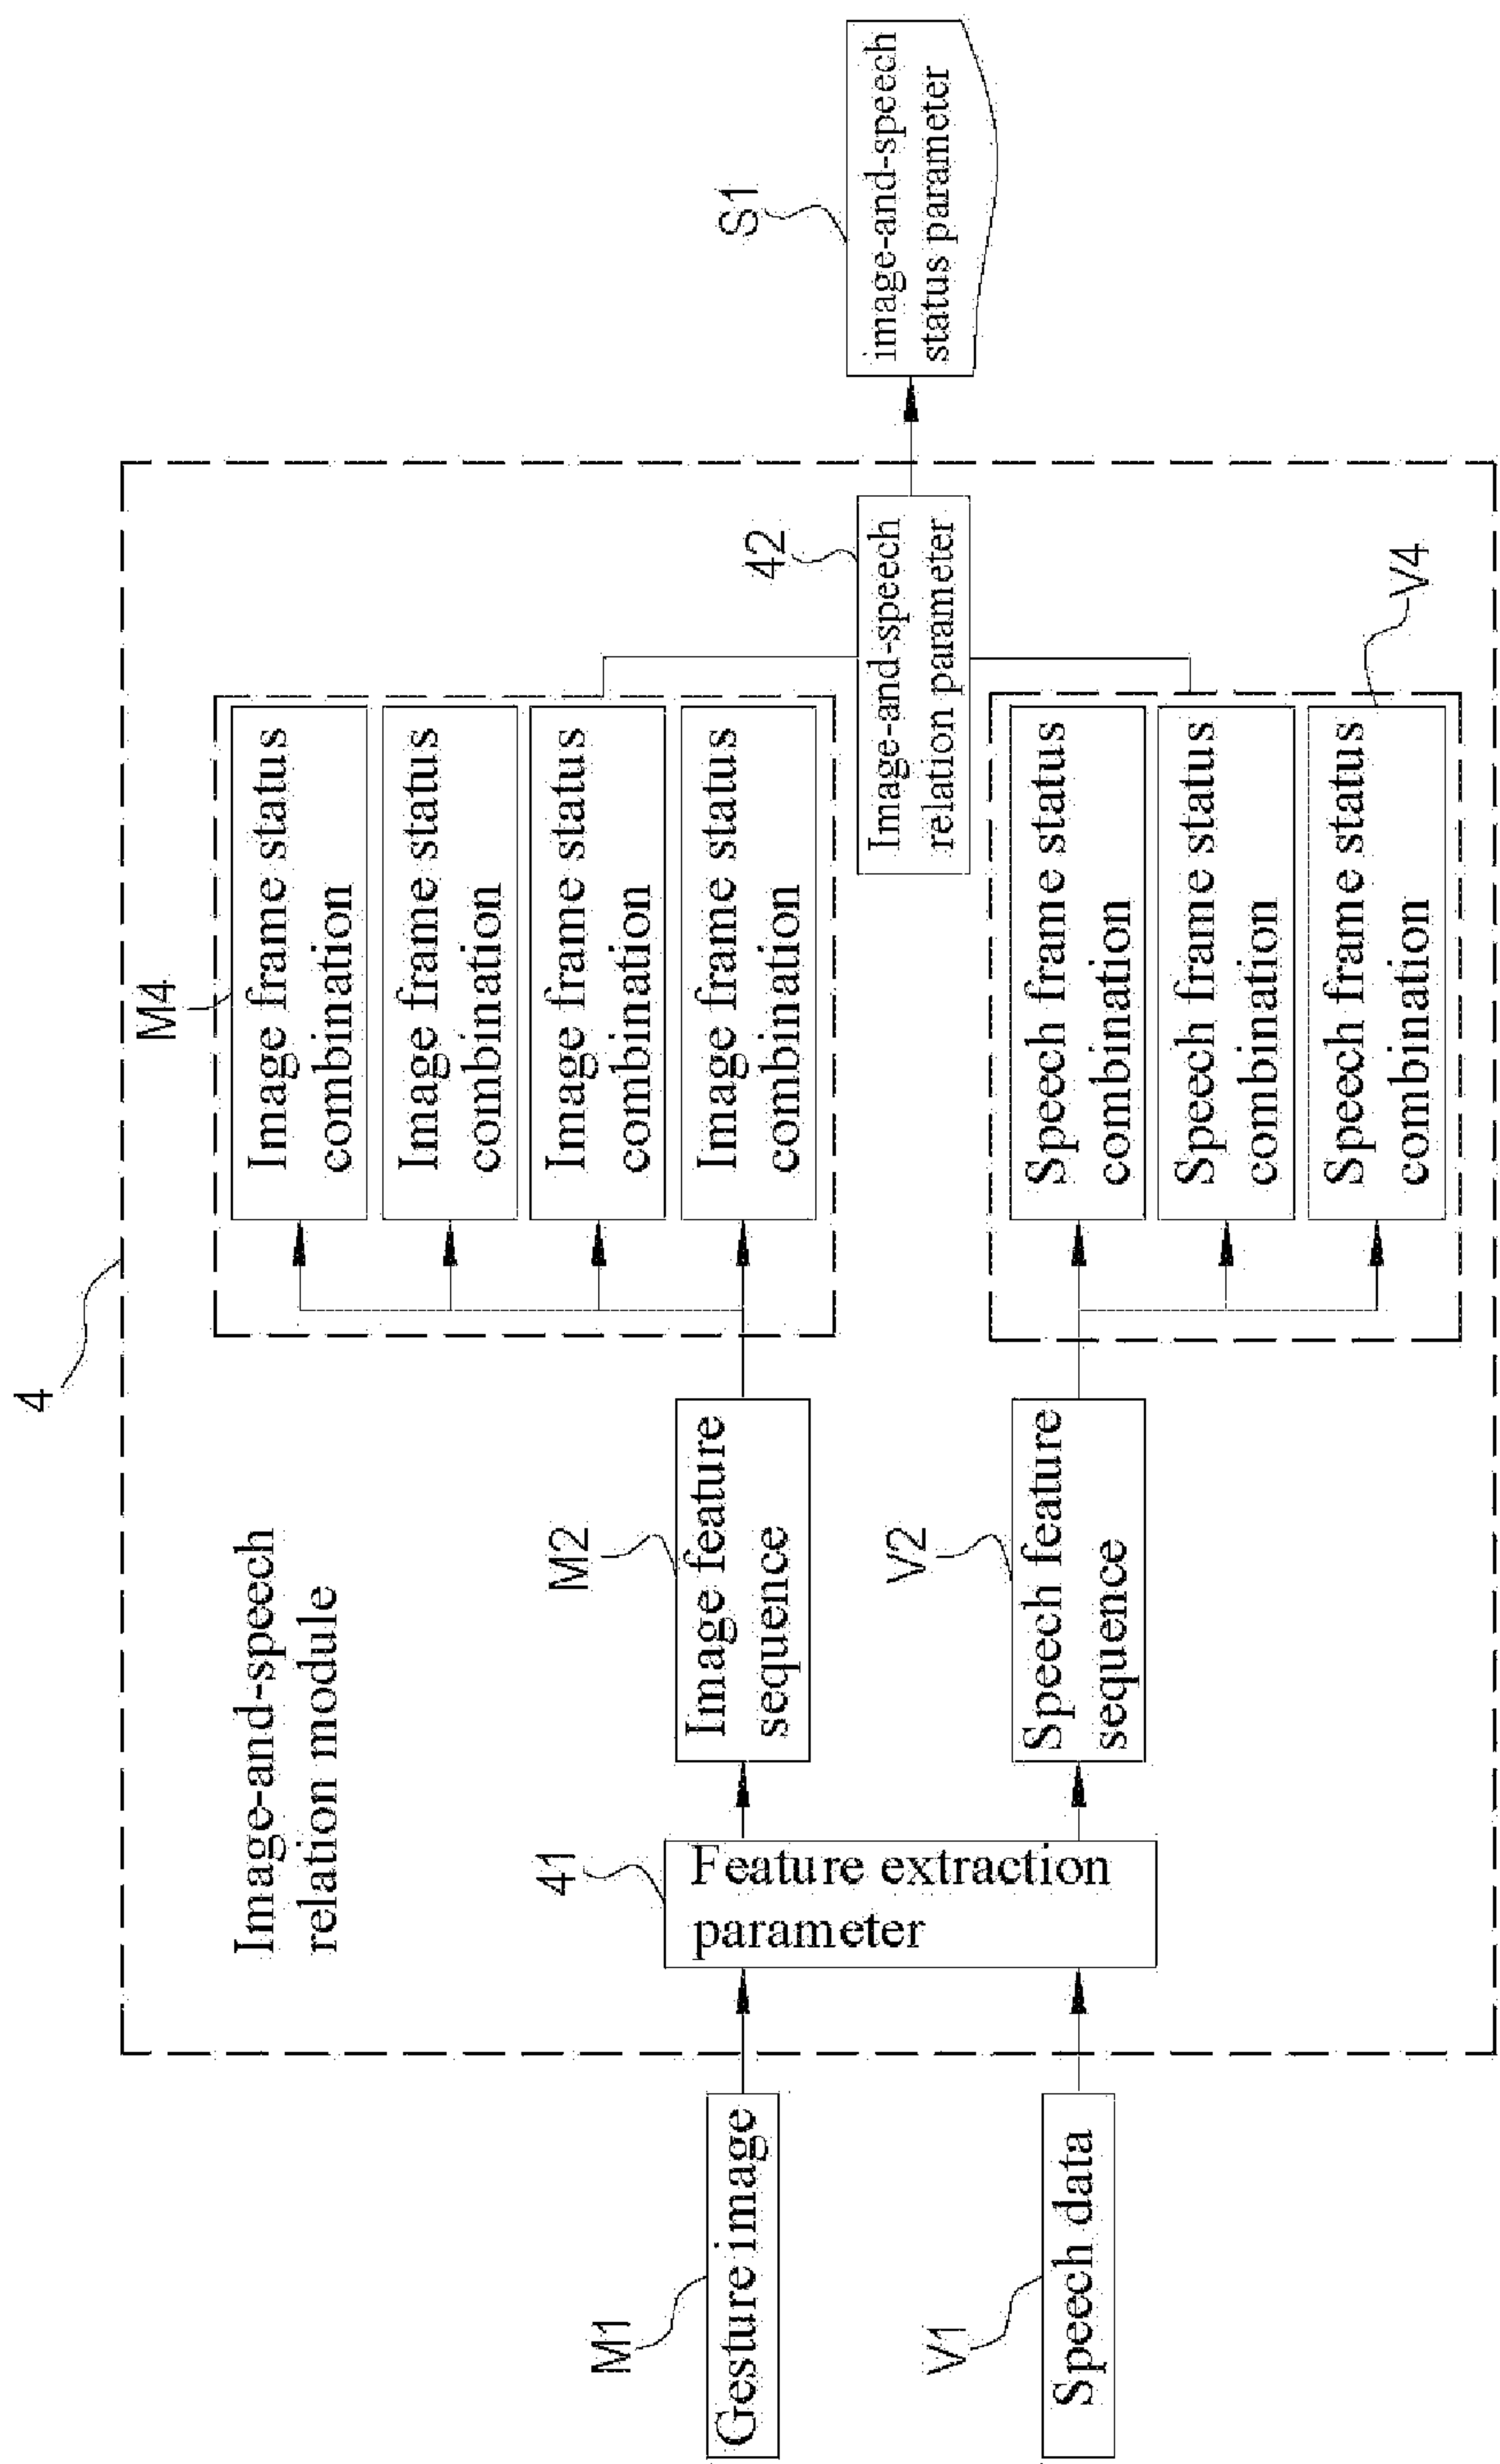 4
Image-and-speech
relation module
M1
Gesture image
V1
Speech data
41
Feature extraction
parameter
M2
Image feature
sequence
V2
Speech feature
sequence
M4
Image frame status
combination
Image frame status
combination
Image frame status
combination
Image frame status
combination
Speech frame status
combination
Speech frame status
combination
Speech frame status
combination
V4
42
Image-and-speech
relation parameter
S1
image-and-speech
status parameter